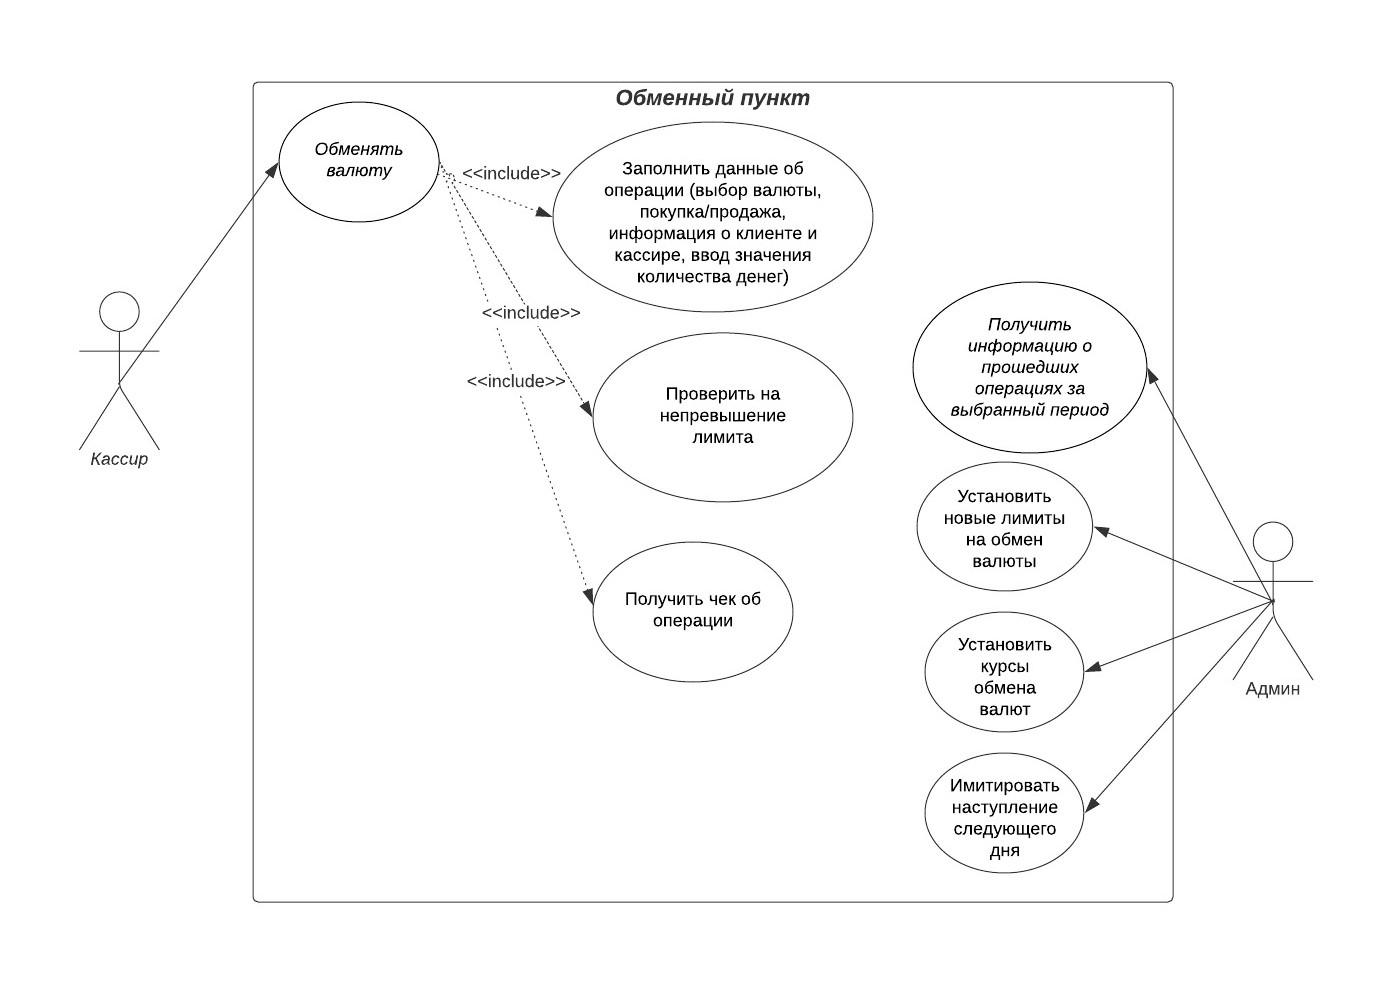 Обменный пункт
Обменять
валюту
<<include>>
Заполнить данные об
операции (выбор валюты,
покупка/продажа,
информация о клиенте и
кассире, ввод значения
количества денег)
<<include>>
Проверить на
непревышение
лимита
<<include>>
Получить чек об
операции
Кассир
Получить
информацию о
прошедших
операциях за
выбранный период
Установить
новые лимиты
на обмен
валюты
Установить
курсы
обмена
валют
Имитировать
наступление
следующего
дня
Админ